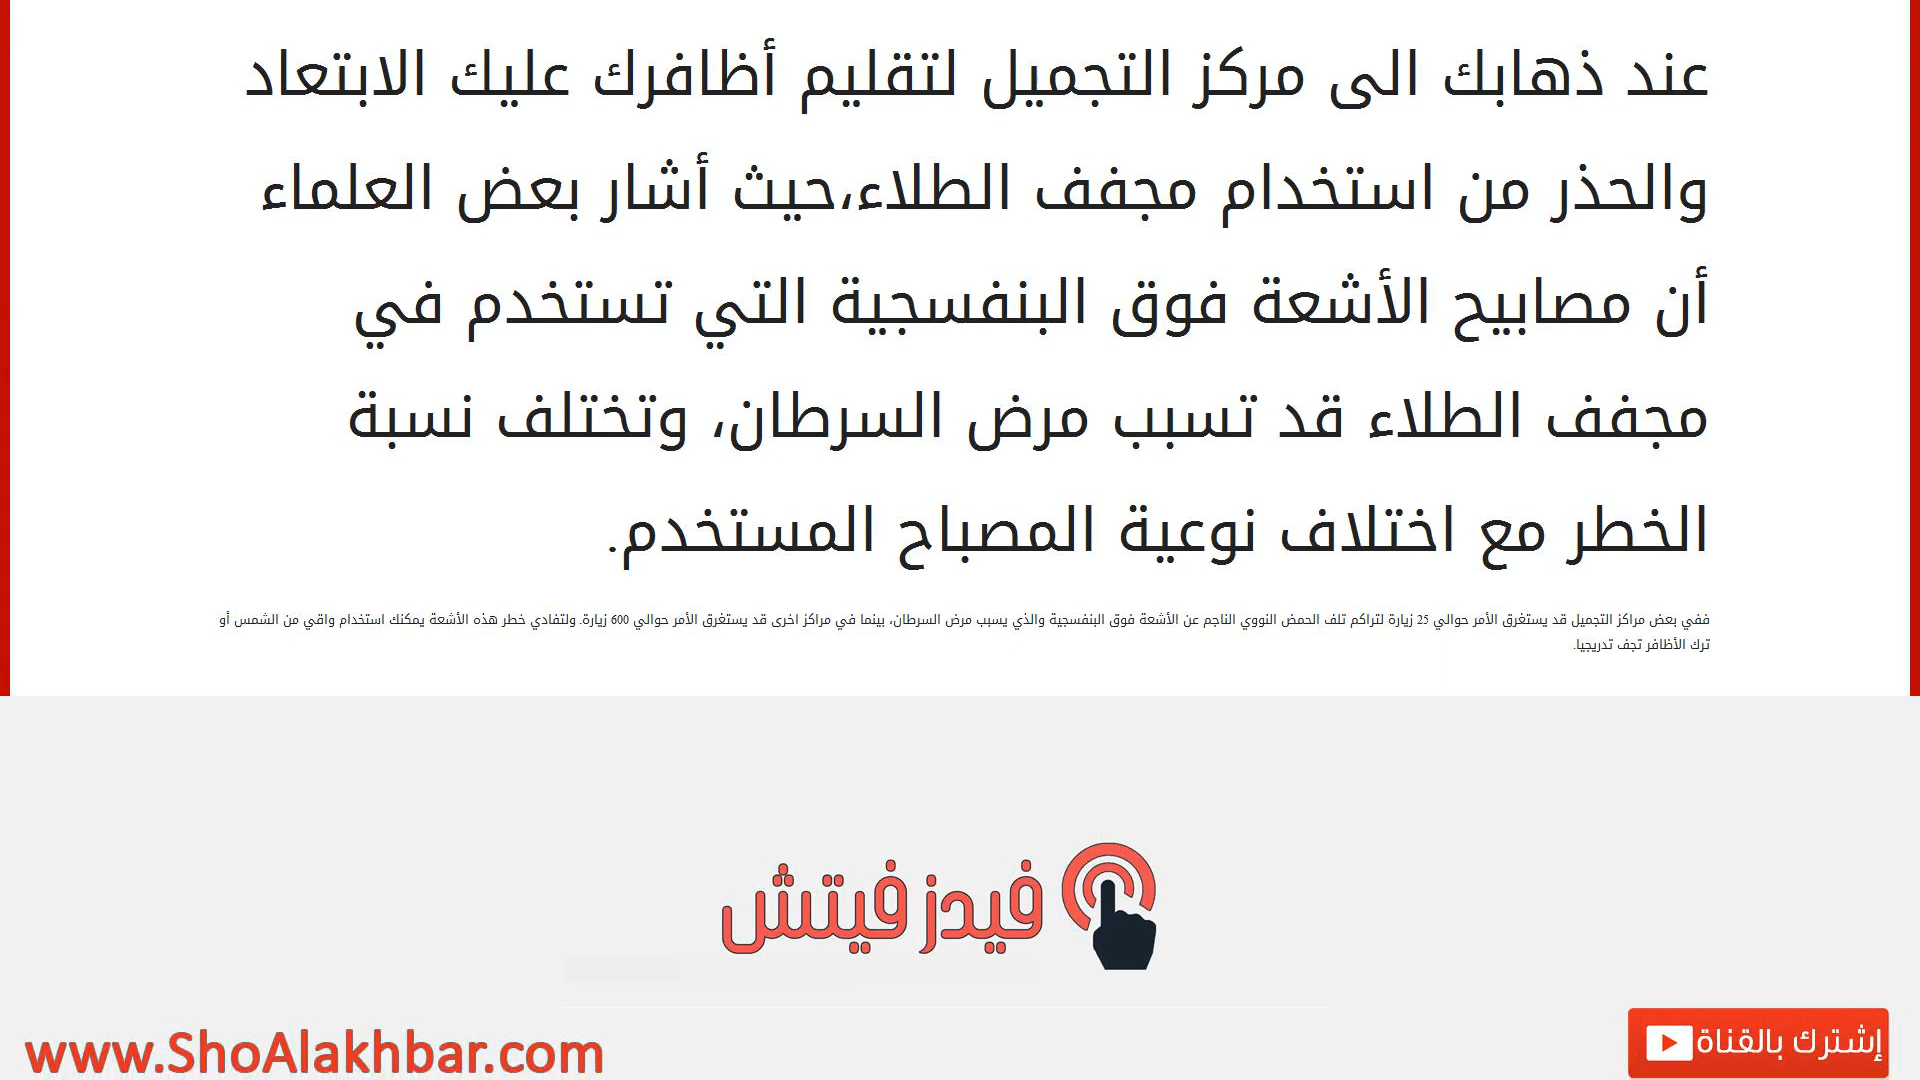 عند ذهابك الى مركز التجميل لتقليم أظافرك عليك الابتعاد
والحذر من استخدام مجفف الطلاء،حيث أشار بعض العلماء
أن مصابيح الأشعة فوق البنفسجية التي تستخدم في
مجفف الطلاء قد تسبب مرض السرطان، وتختلف نسبة
الخطر مع اختلاف نوعية المصباح المستخدم.
ففي بعض مراكز التجميل قد يستغرق الأمر حوالي 25 زيارة لتراكم تلف الحمض النووي الناجم عن الأشعة فوق البنفسجية والذي يسبب مرض السرطان، بينما في مراكز اخرى قد يستغرق الأمر حوالي 600 زيارة. ولتفادي خطر هذه الأشعة يمكنك استخدام واقي من الشمس أو
ترك الأظافر تجف تدريجيا.
فيدز فيتش
إشترك بالقناة
www.ShoAlakhbar.com